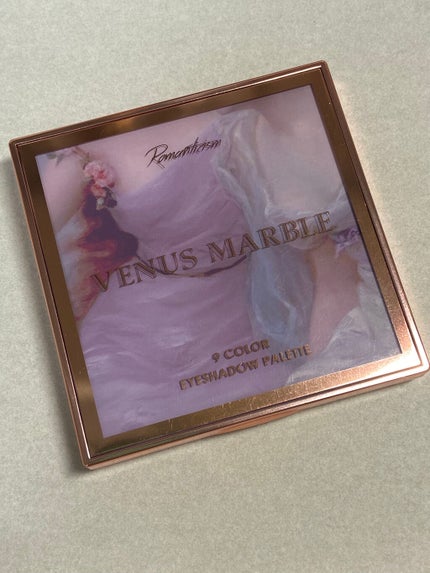 Romanticism
VENUS MARBLE
9 COLOR
EYESHADOW PALETTE